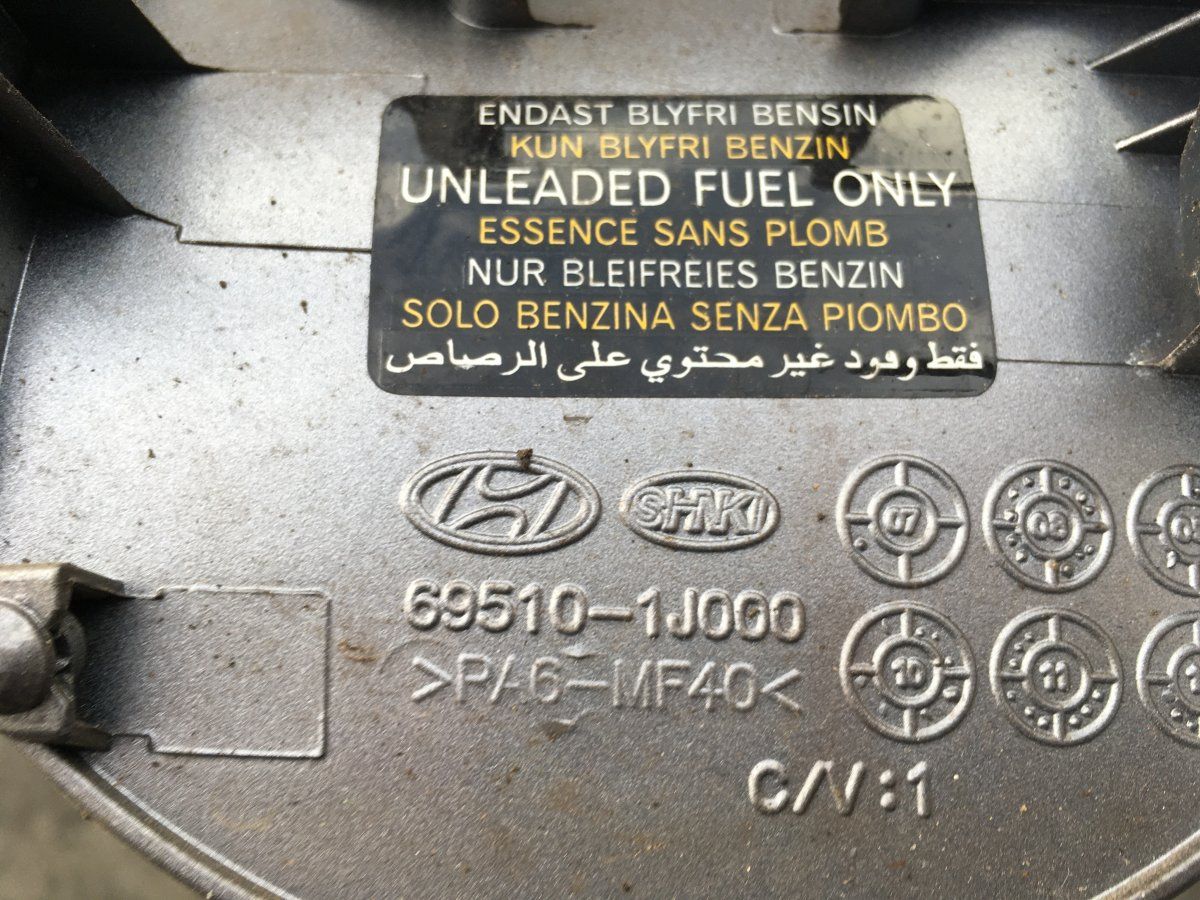 ENDAST BLYFRI BENSIN
KUN BLYFRI BENZIN
UNLEADED FUEL ONLY
ESSENCE SANS PLOMB
NUR BLEIFREIES BENZIN
SOLO BENZINA SENZA PIOMBO
فقط وقود غير محتوي على الرصاص
SHKI
07 08
69510-1J000
>PA6-MF40<
10 11
C/V:1